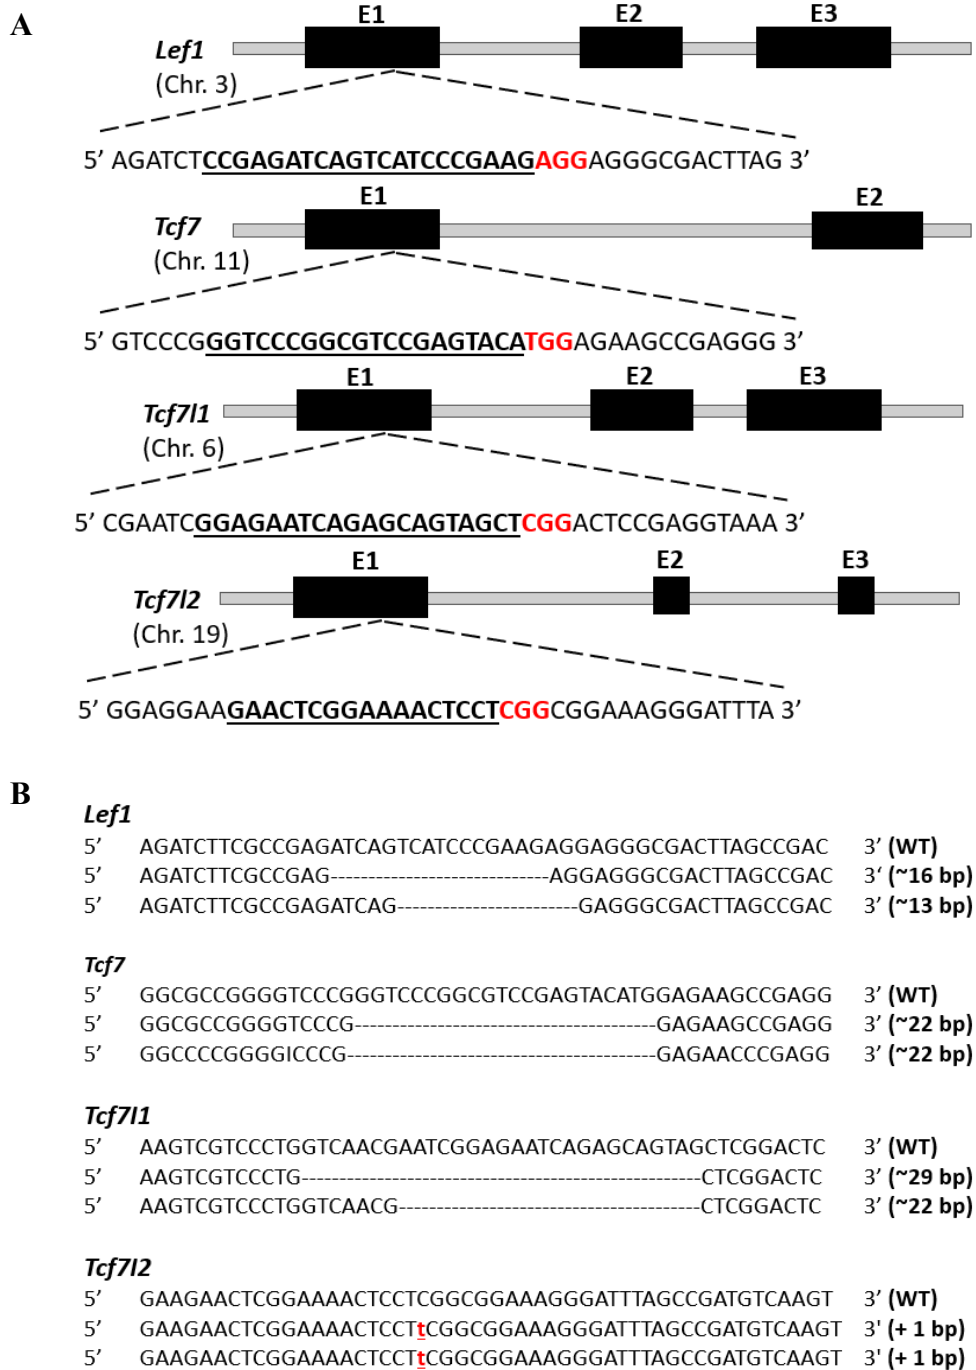 A
E1 E2 E3
Lef1
(Chr. 3)
5’ AGATCTCCGAGATCAGTCATCCCGAAGAGGAGGGCGACTTAG 3’
E1 E2
Tcf7
(Chr. 11)
5’ GTCCCGGGTCCCGGCGTCCGAGTACATGGAGAAGCCGAGGG 3’
E1 E2 E3
Tcf7l1
(Chr. 6)
5’ CGAATCGGAGAATCAGAGCAGTAGCTCGGACTCCGAGGTAAA 3’
E1 E2 E3
Tcf7l2
(Chr. 19)
5’ GGAGGAAGAACTCGGAAAACTCCTCGGCGGAAAGGGATTTA 3’
B
Lef1
5’ AGATCTTCGCCGAGATCAGTCATCCCGAAGAGGAGGGCGACTTAGCCGAC 3’ (WT)
5’ AGATCTTCGCCGAG-----------------------------AGGAGGGCGACTTAGCCGAC 3‘ (~16 bp)
5’ AGATCTTCGCCGAGATCAG------------------------GAGGGCGACTTAGCCGAC 3’ (~13 bp)
Tcf7
5’ GGCGCCGGGGTCCCGGGTCCCGGCGTCCGAGTACATGGAGAAGCCGAGG 3’ (WT)
5’ GGCGCCGGGGTCCCG----------------------------------------GAGAAGCCGAGG 3’ (~22 bp)
5’ GGCCCCGGGGICCCG-----------------------------------------GAGAACCCGAGG 3’ (~22 bp)
Tcf7l1
5’ AAGTCGTCCCTGGTCAACGAATCGGAGAATCAGAGCAGTAGCTCGGACTC 3’ (WT)
5’ AAGTCGTCCCTG-----------------------------------------------------CTCGGACTC 3’ (~29 bp)
5’ AAGTCGTCCCTGGTCAACG----------------------------------------CTCGGACTC 3’ (~22 bp)
Tcf7l2
5’ GAAGAACTCGGAAAACTCCTCGGCGGAAAGGGATTTAGCCGATGTCAAGT 3’ (WT)
5’ GAAGAACTCGGAAAACTCCTtCGGCGGAAAGGGATTTAGCCGATGTCAAGT 3' (+ 1 bp)
5’ GAAGAACTCGGAAAACTCCTtCGGCGGAAAGGGATTTAGCCGATGTCAAGT 3' (+ 1 bp)